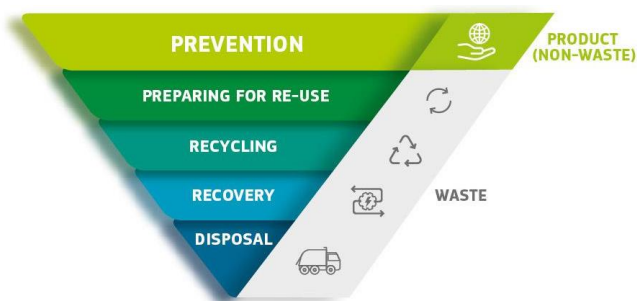 PREVENTION
PRODUCT
(NON-WASTE)
PREPARING FOR RE-USE
RECYCLING
RECOVERY
WASTE
DISPOSAL